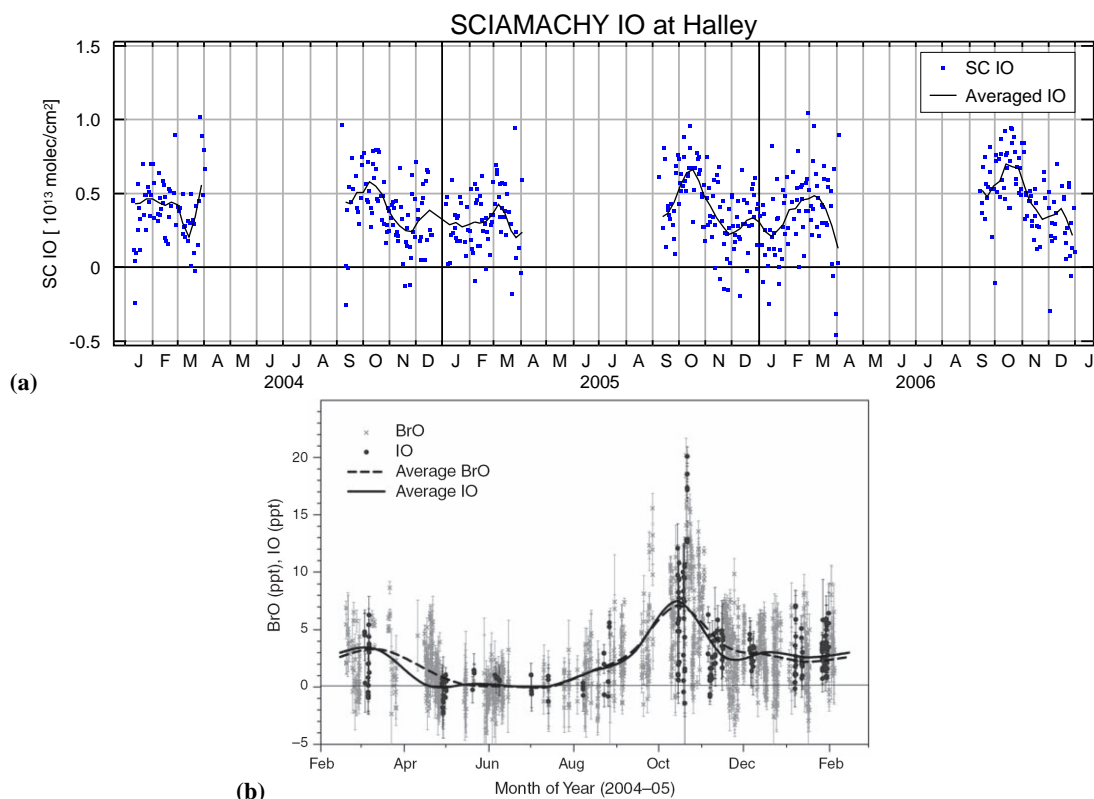 SCIAMACHY IO at Halley
SC IO [ 10¹³ molec/cm²]
1.5
1.0
0.5
0
-0.5
SC IO
Averaged IO
J F M A M J J A S O N D J F M A M J J A S O N D J F M A M J J A S O N D J
2004 2005 2006
(a)
BrO (ppt), IO (ppt)
20
15
10
5
0
–5
BrO
IO
Average BrO
Average IO
Feb Apr Jun Aug Oct Dec Feb
Month of Year (2004–05)
(b)